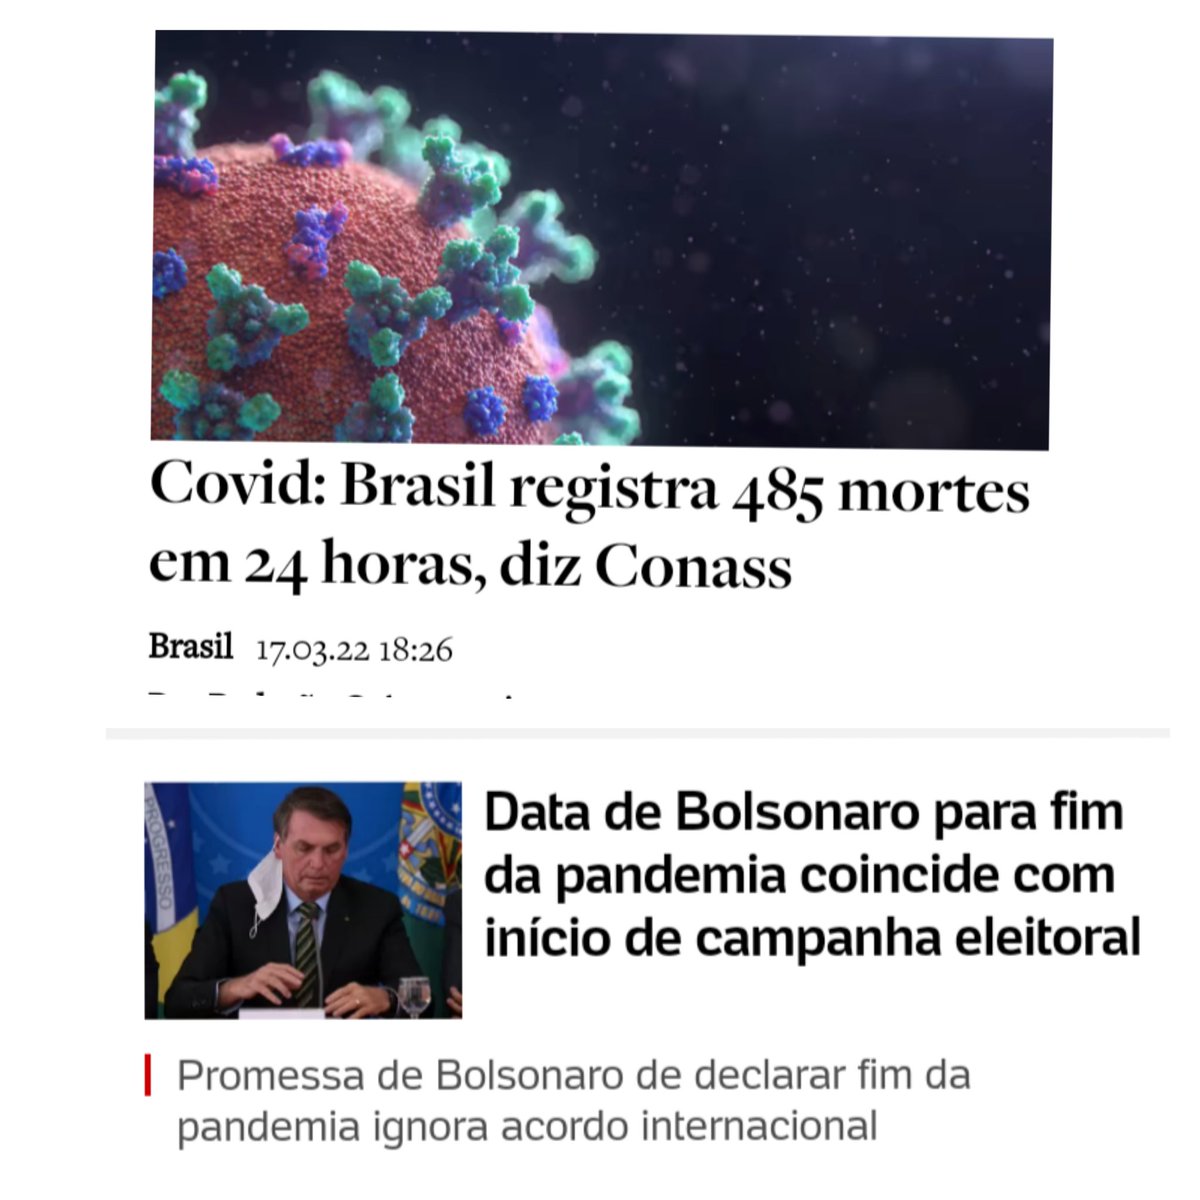 Covid: Brasil registra 485 mortes
em 24 horas, diz Conass
Brasil 17.03.22 18:26
PROGRESSO
Data de Bolsonaro para fim
da pandemia coincide com
início de campanha eleitoral
Promessa de Bolsonaro de declarar fim da
pandemia ignora acordo internacional